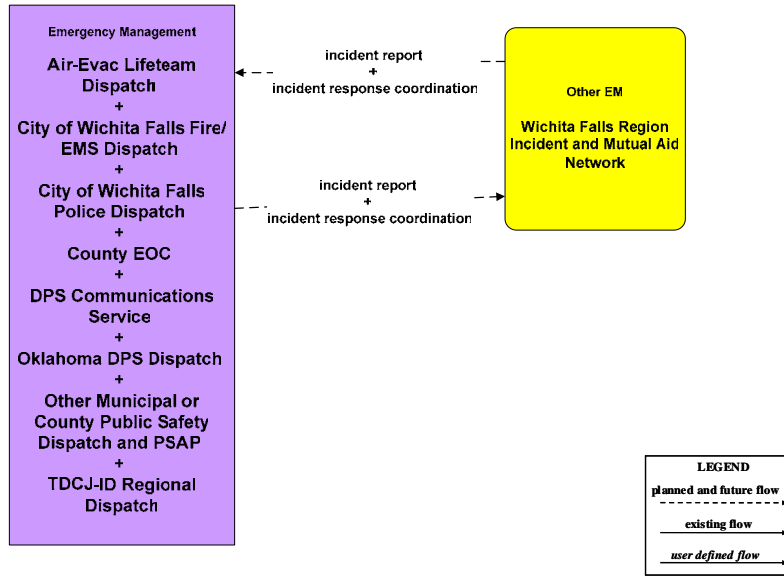 Emergency Management
Air-Evac Lifeteam
Dispatch
+
City of Wichita Falls Fire/
EMS Dispatch
+
City of Wichita Falls
Police Dispatch
+
County EOC
+
DPS Communications
Service
+
Oklahoma DPS Dispatch
+
Other Municipal or
County Public Safety
Dispatch and PSAP
+
TDCJ-ID Regional
Dispatch
incident report
+
incident response coordination
incident report
+
incident response coordination
Other EM
Wichita Falls Region
Incident and Mutual Aid
Network
LEGEND
planned and future flow
existing flow
user defined flow